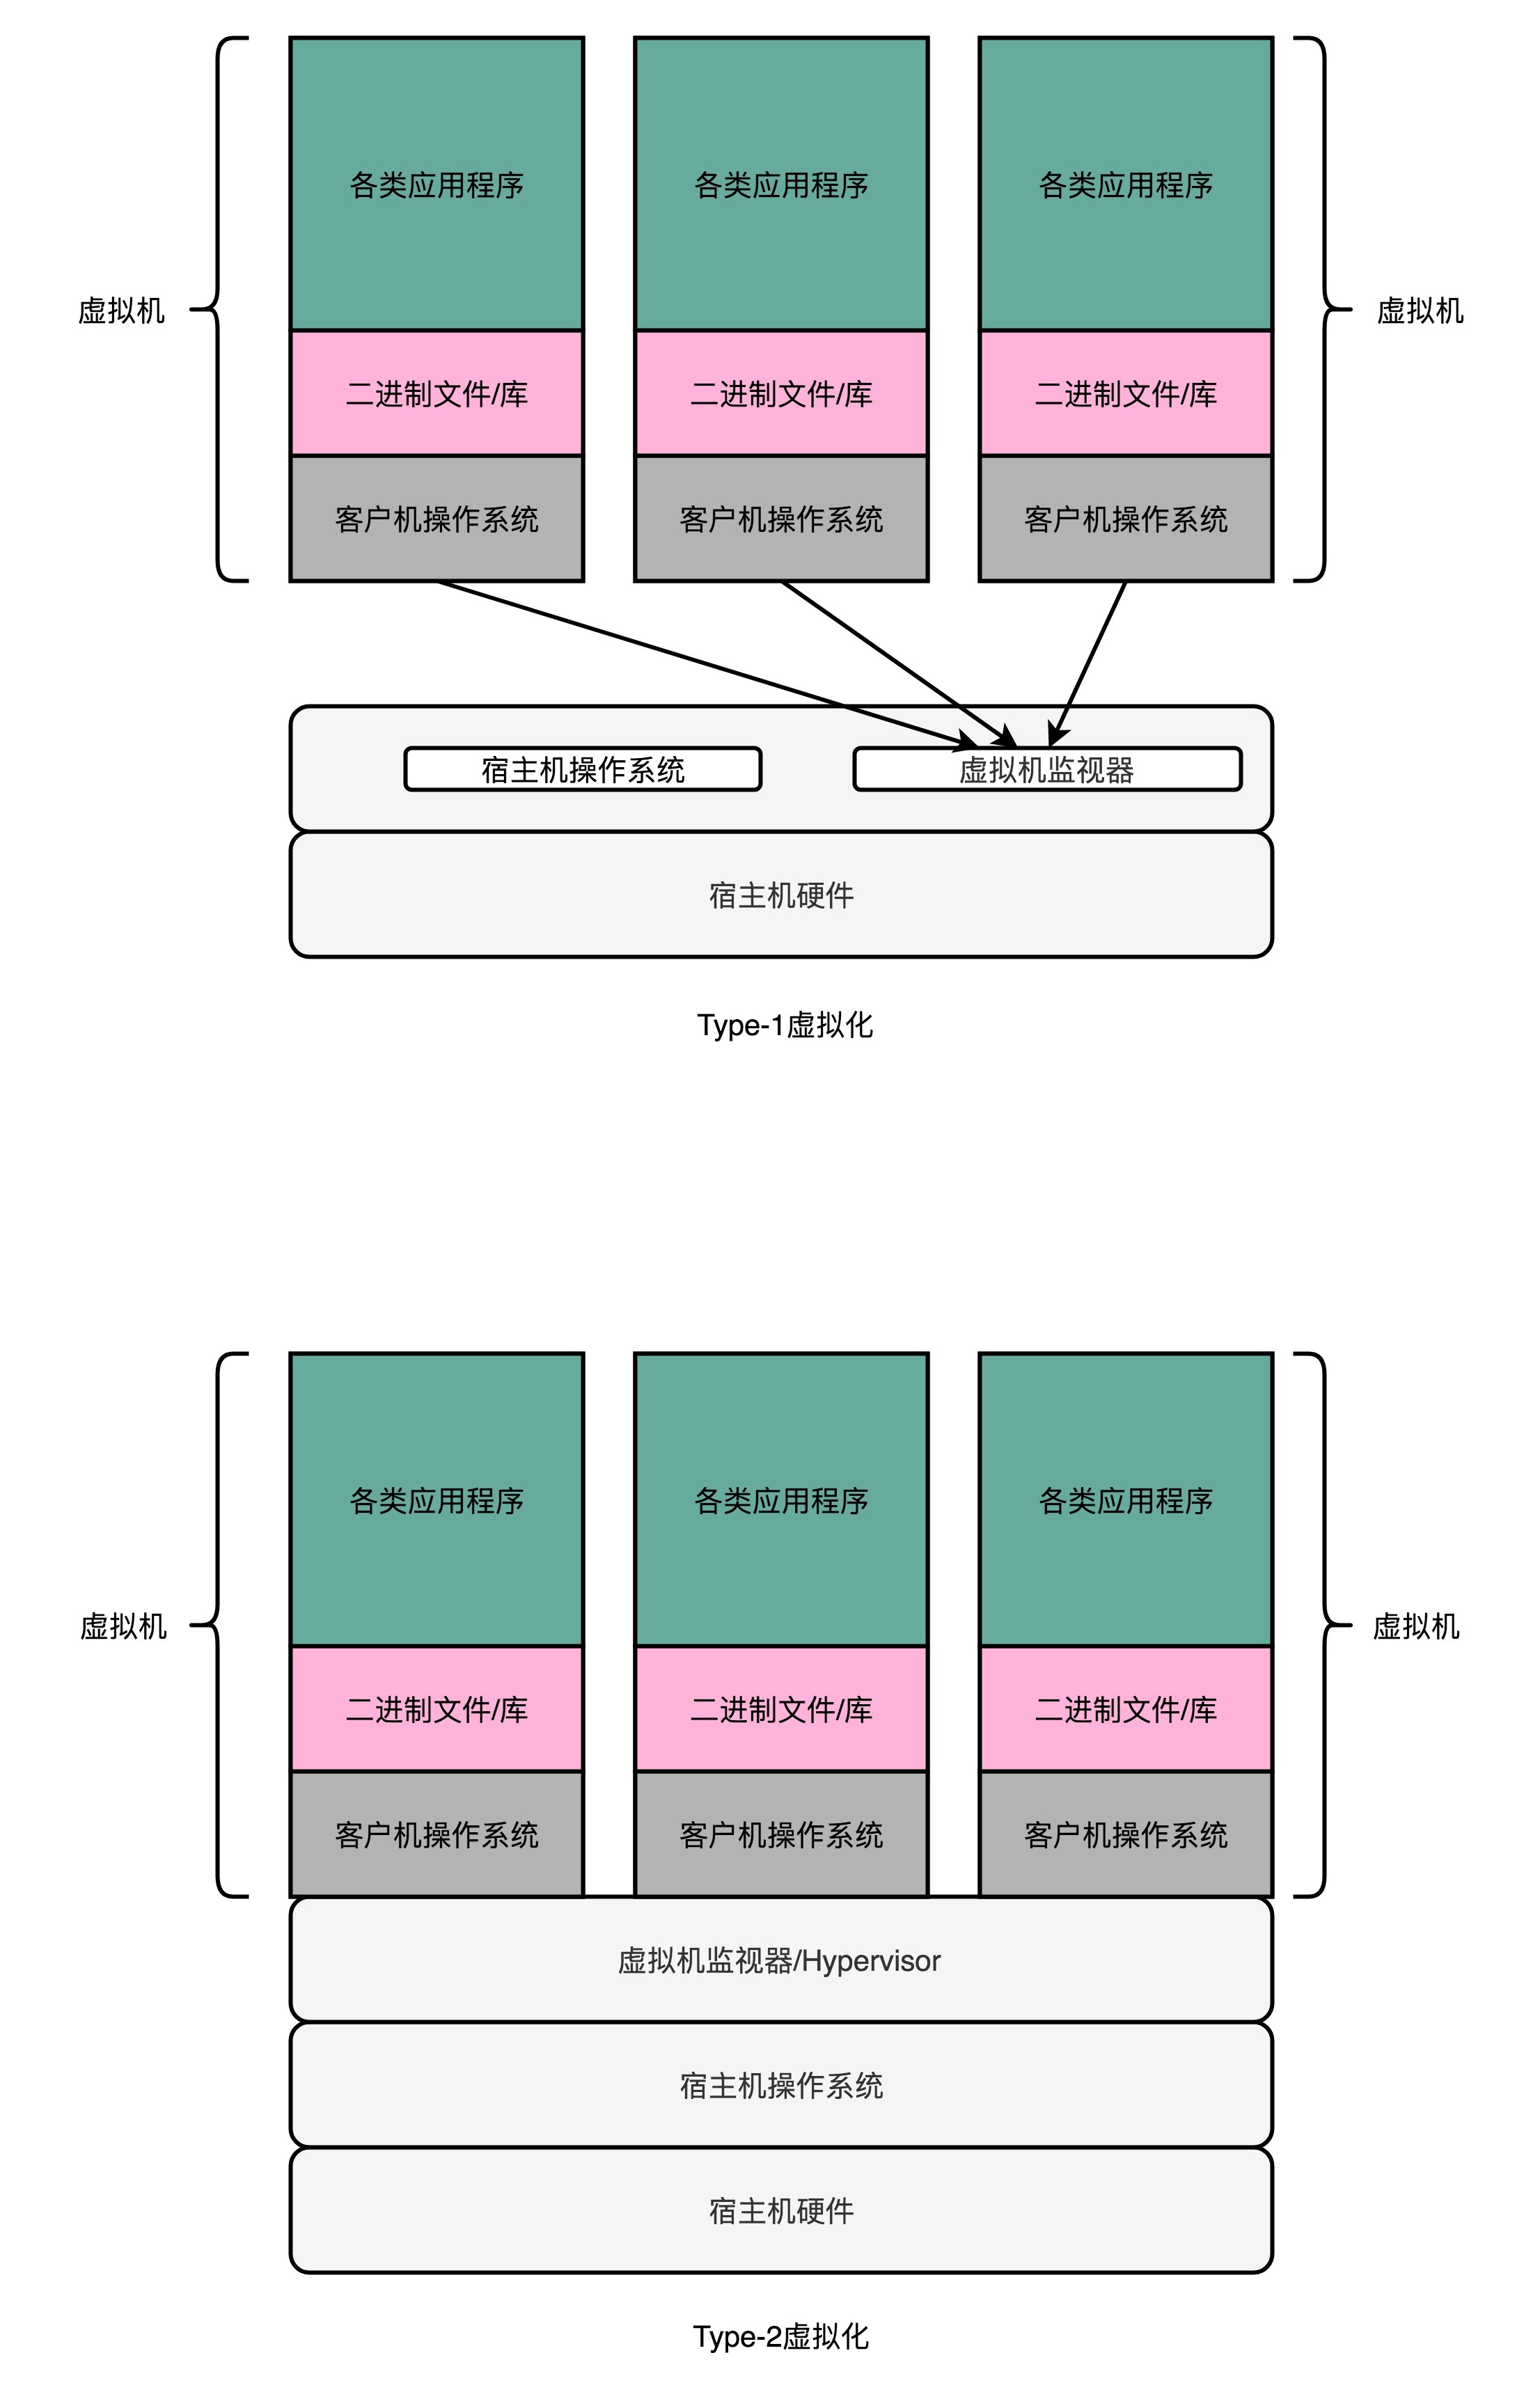 各类应用程序
各类应用程序
各类应用程序
虚拟机
虚拟机
二进制文件/库
二进制文件/库
二进制文件/库
客户机操作系统
客户机操作系统
客户机操作系统
宿主机操作系统
虚拟机监视器
宿主机硬件
Type-1虚拟化
各类应用程序
各类应用程序
各类应用程序
虚拟机
虚拟机
二进制文件/库
二进制文件/库
二进制文件/库
客户机操作系统
客户机操作系统
客户机操作系统
虚拟机监视器/Hypervisor
宿主机操作系统
宿主机硬件
Type-2虚拟化